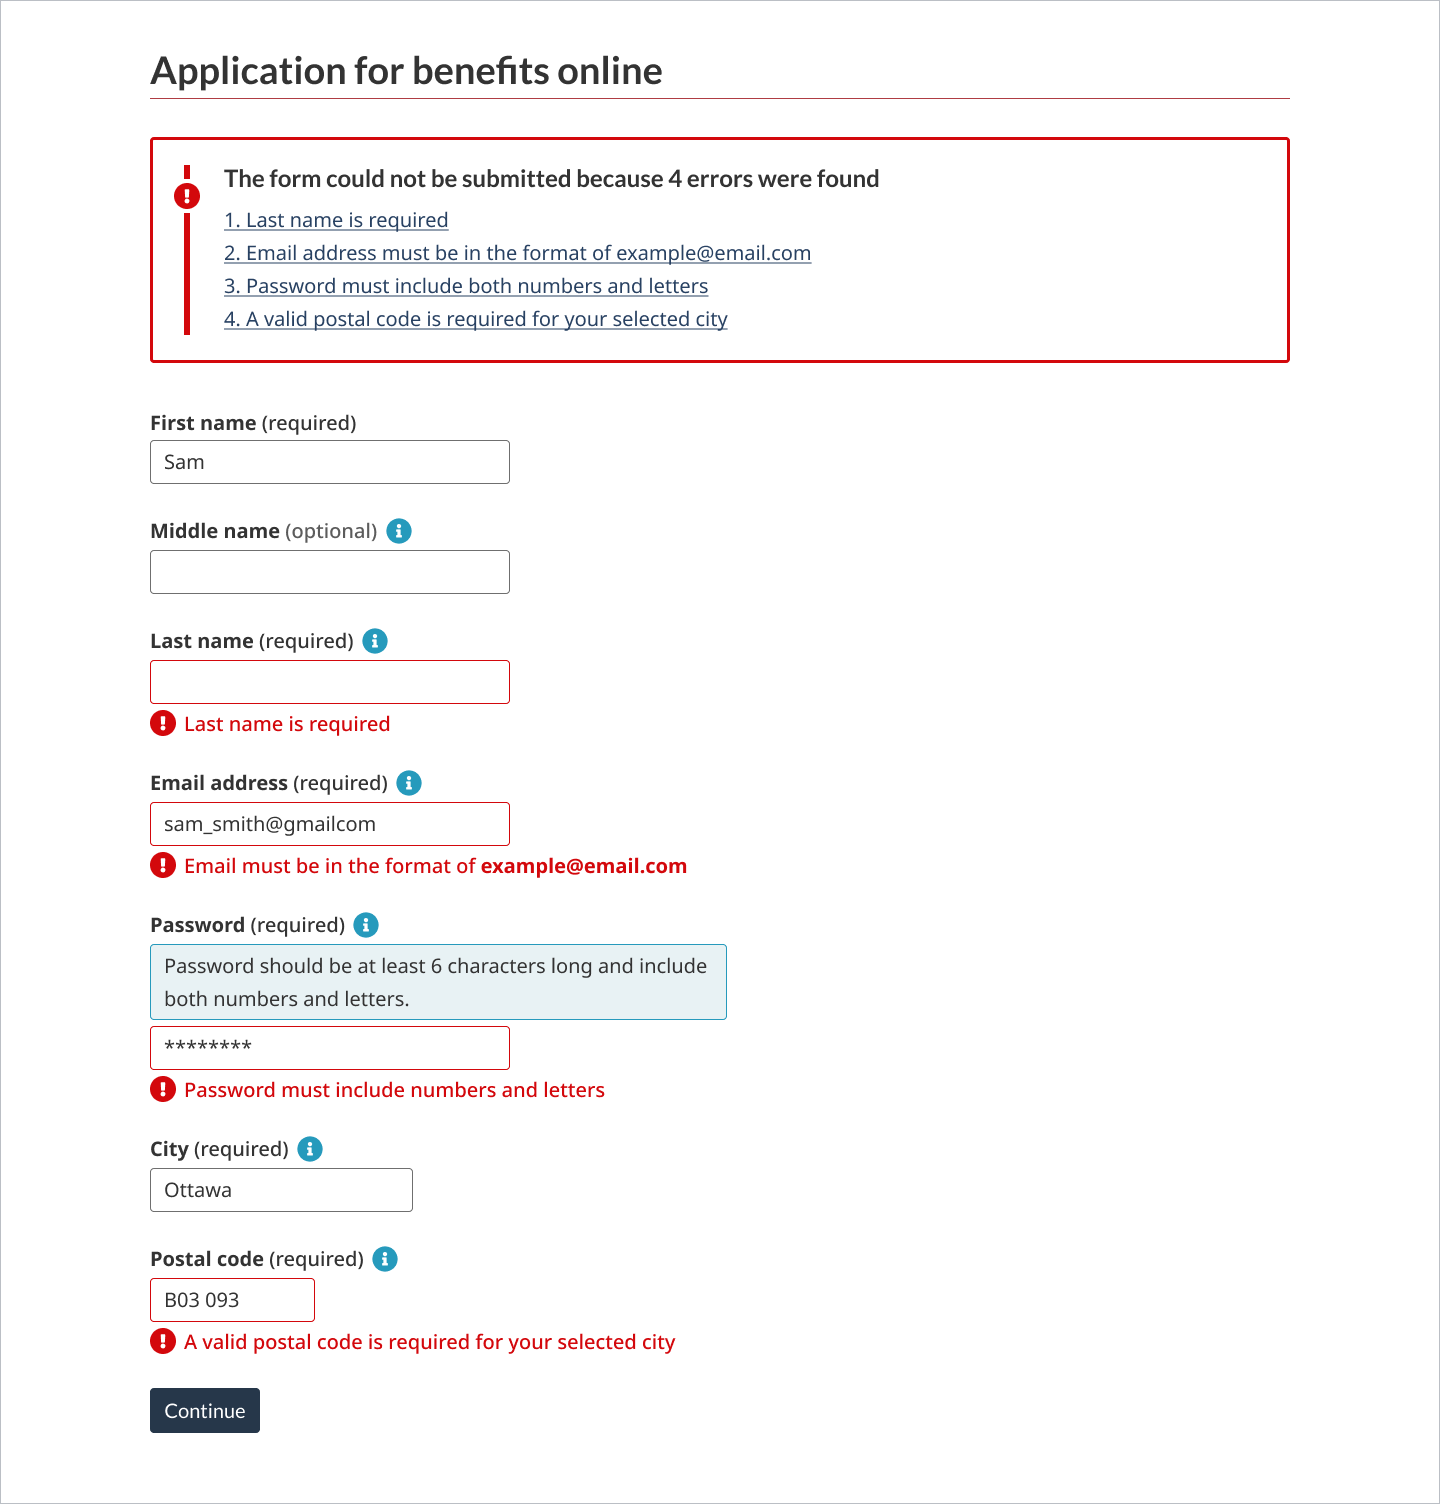 Application for benefits online
The form could not be submitted because 4 errors were found
1. Last name is required
2. Email address must be in the format of example@email.com
3. Password must include both numbers and letters
4. A valid postal code is required for your selected city
First name (required)
Sam
Middle name (optional)
Last name (required)
Last name is required
Email address (required)
sam_smith@gmailcom
Email must be in the format of example@email.com
Password (required)
Password should be at least 6 characters long and include
both numbers and letters.
********
Password must include numbers and letters
City (required)
Ottawa
Postal code (required)
B03 093
A valid postal code is required for your selected city
Continue